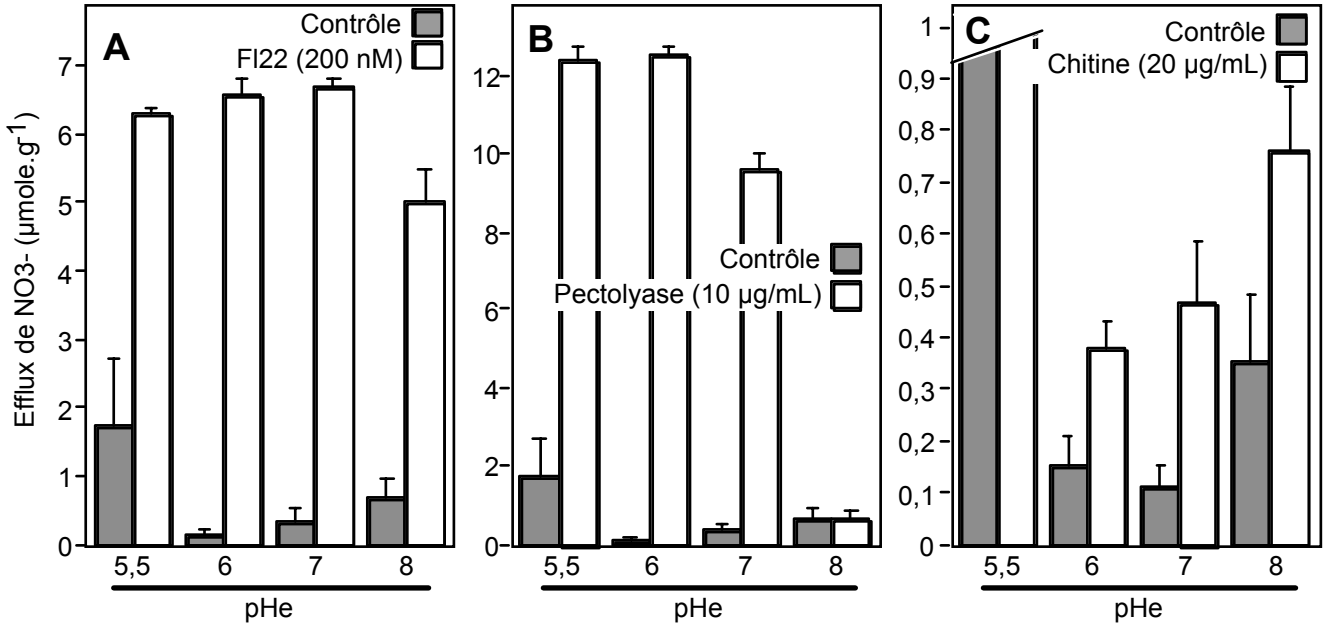 A
Contrôle
Fl22 (200 nM)
Efflux de NO3- (µmole.g-1)
7
6
5
4
3
2
1
0
5,5 6 7 8
pHe
B
12
10
8
6
4
2
0
Contrôle
Pectolyase (10 µg/mL)
5,5 6 7 8
pHe
C
Contrôle
Chitine (20 µg/mL)
1
0,9
0,8
0,7
0,6
0,5
0,4
0,3
0,2
0,1
0
5,5 6 7 8
pHe